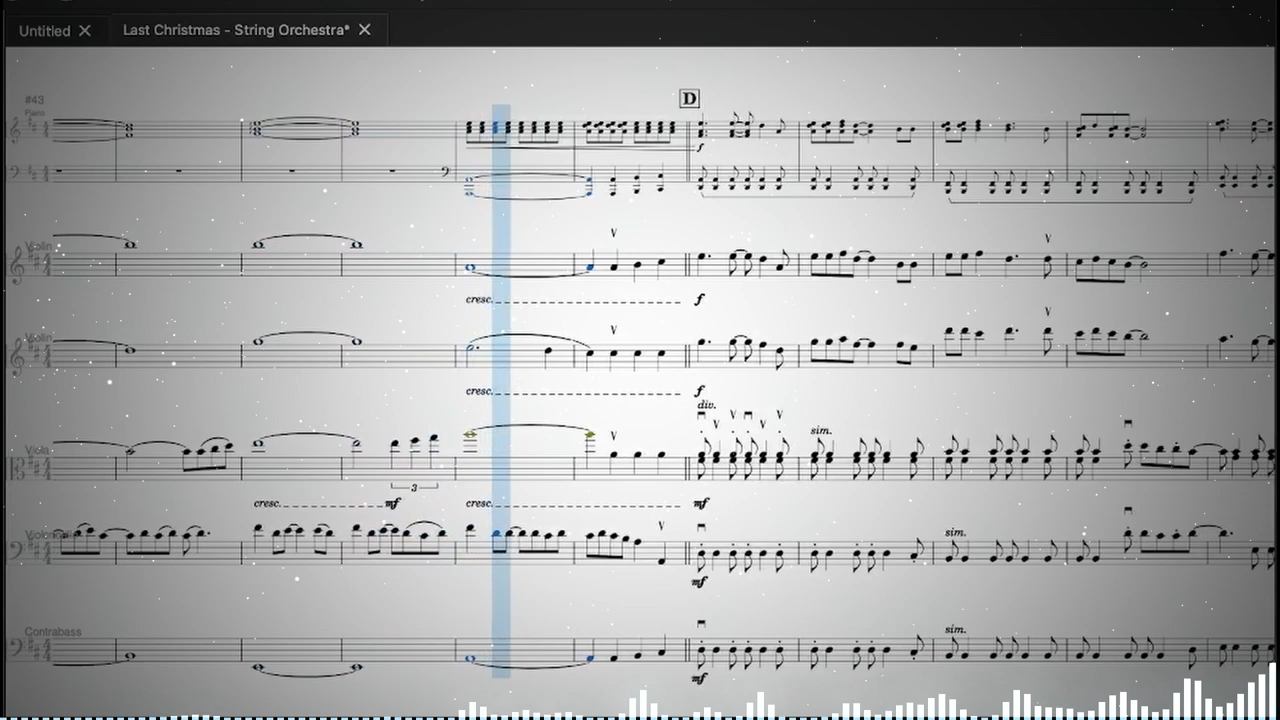 Untitled
Last Christmas - String Orchestra*
#43
D
Piano
f
Violin
cresc.
f
Violin
cresc.
f
div.
sim.
Viola
3
cresc.
mf
cresc.
mf
sim.
mf
Contrabass
sim.
mf